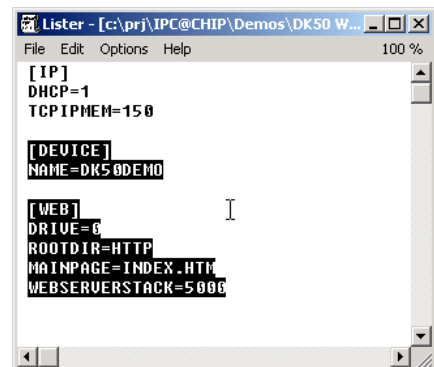 Lister - [c:\prj\IPC@CHIP\Demos\DK50 W...
File Edit Options Help 100 %
[IP]
DHCP=1
TCPIPMEM=150
[DEVICE]
NAME=DK50DEMO
[WEB]
DRIVE=0
ROOTDIR=HTTP
MAINPAGE=INDEX.HTM
WEBSERVERSTACK=5000